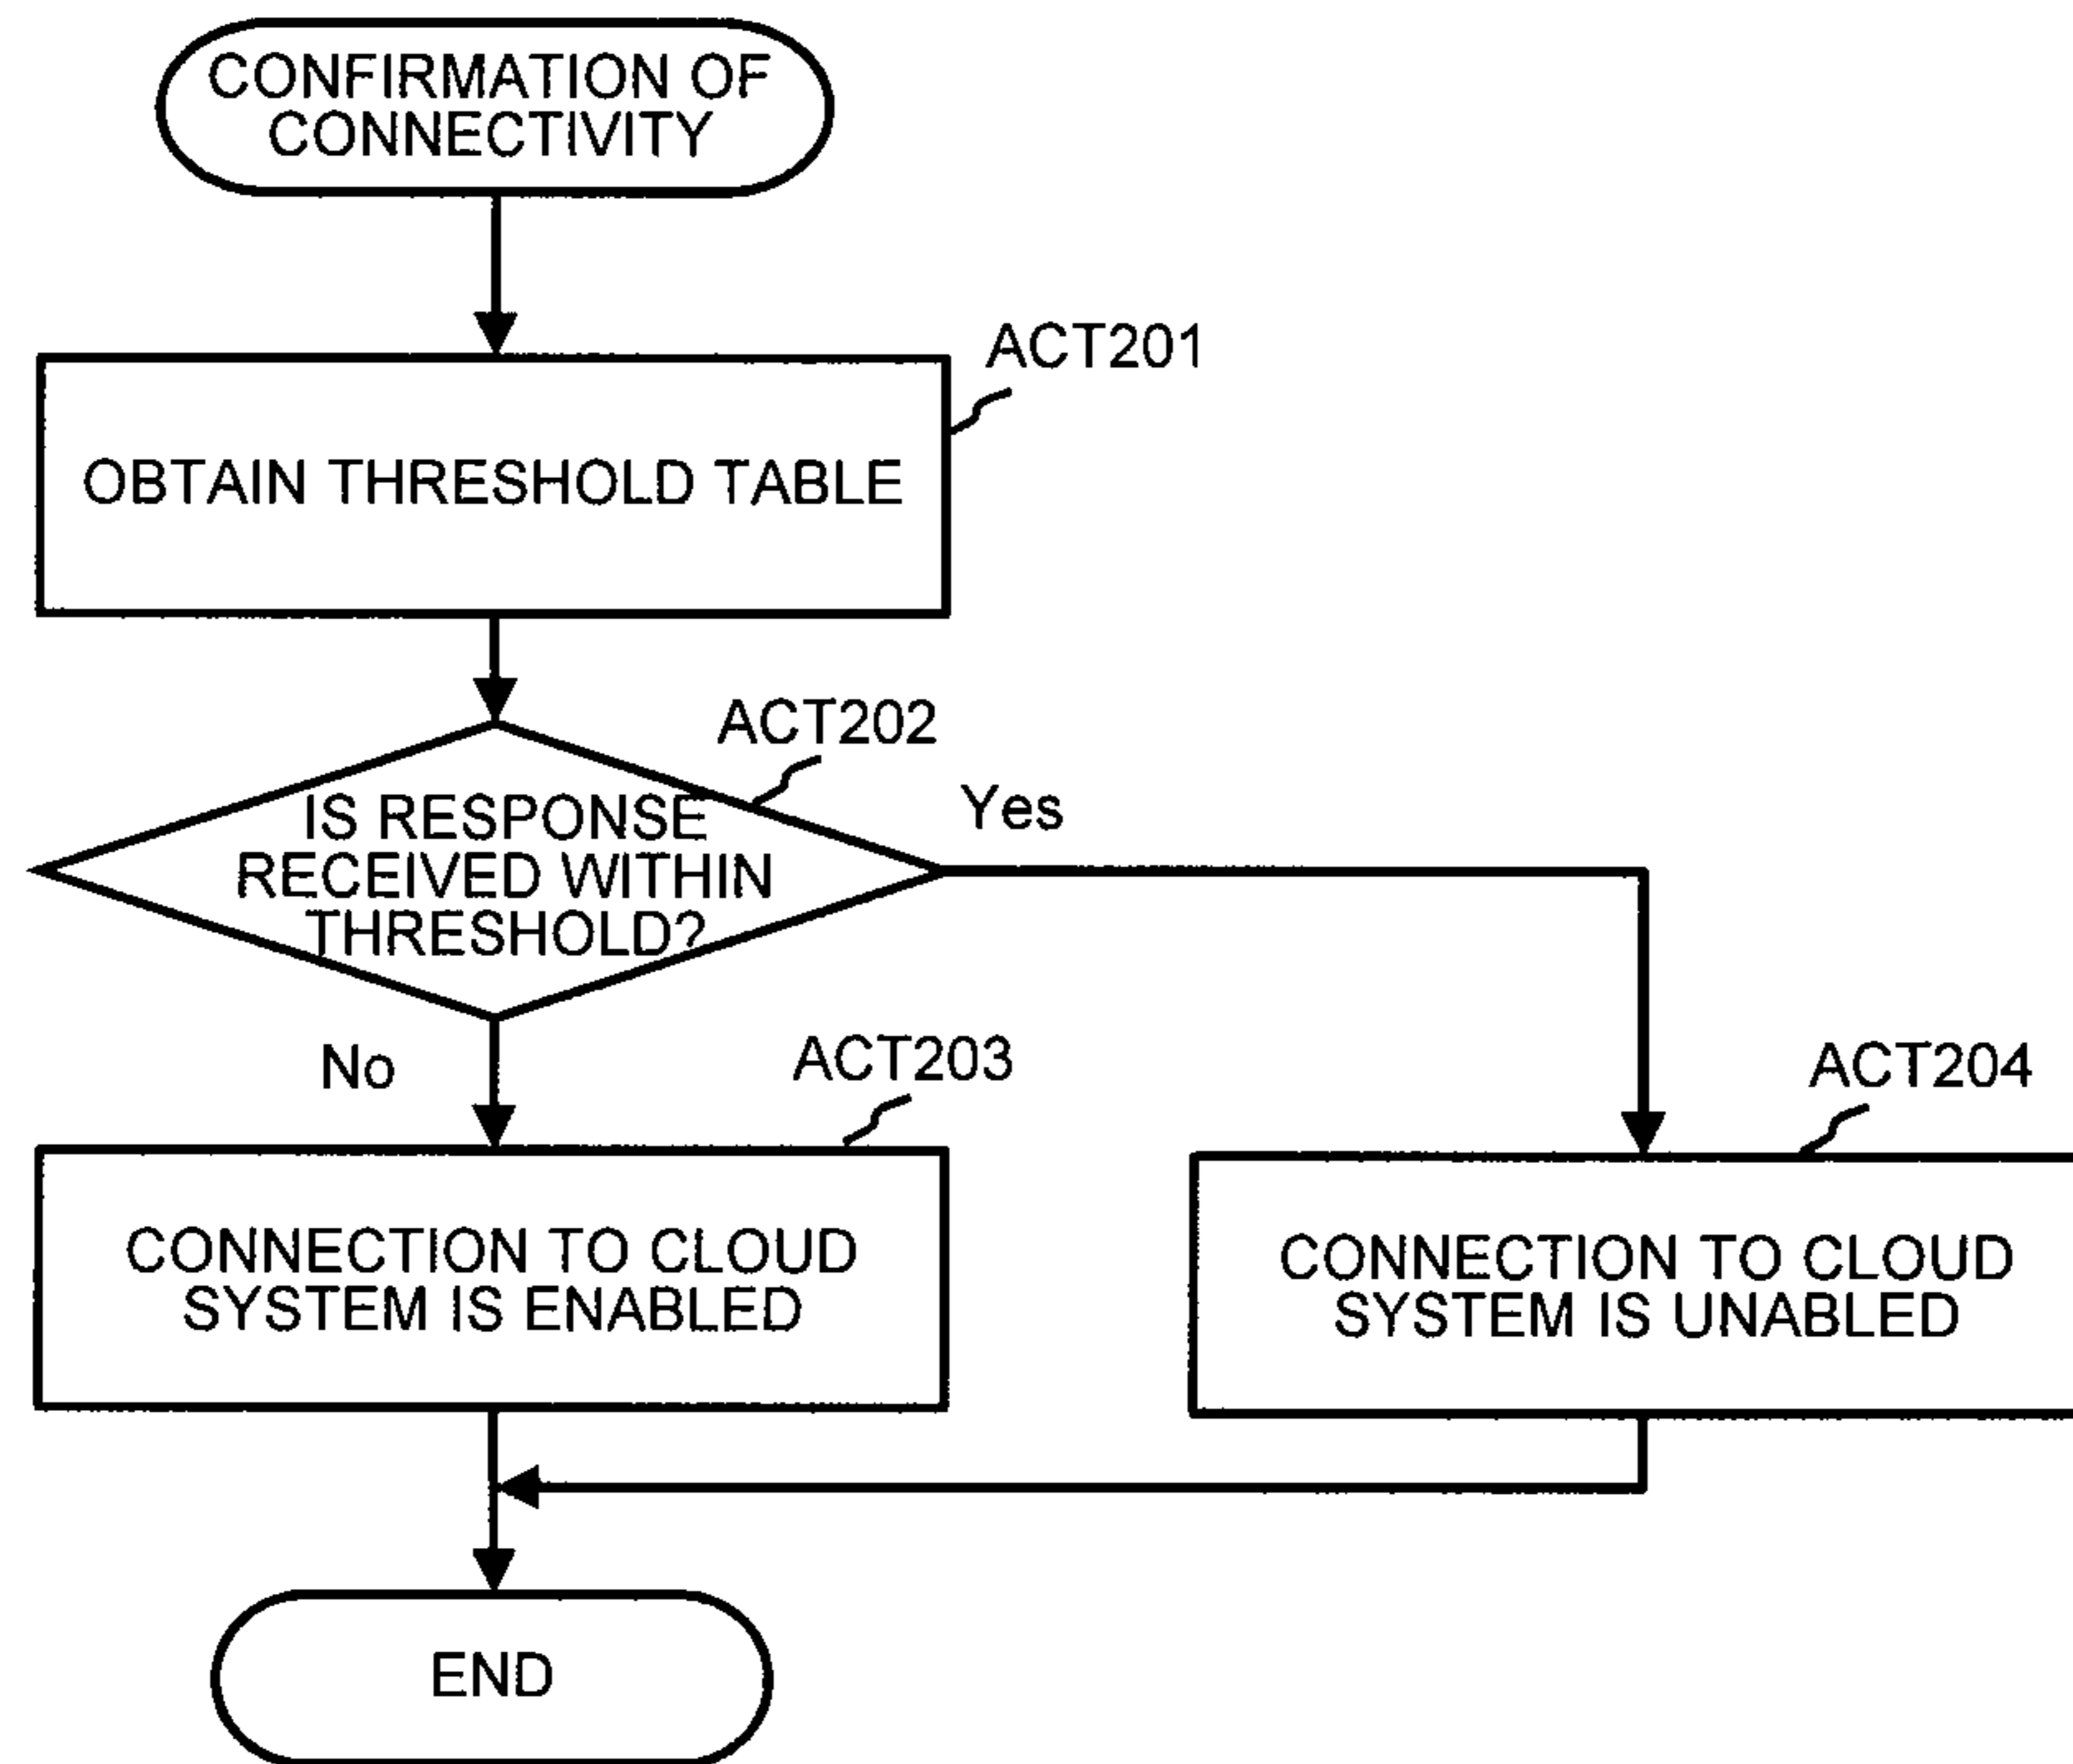 CONFIRMATION OF
CONNECTIVITY
ACT201
OBTAIN THRESHOLD TABLE
ACT202
IS RESPONSE
RECEIVED WITHIN
THRESHOLD?
Yes
No
ACT203
CONNECTION TO CLOUD
SYSTEM IS ENABLED
ACT204
CONNECTION TO CLOUD
SYSTEM IS UNABLED
END